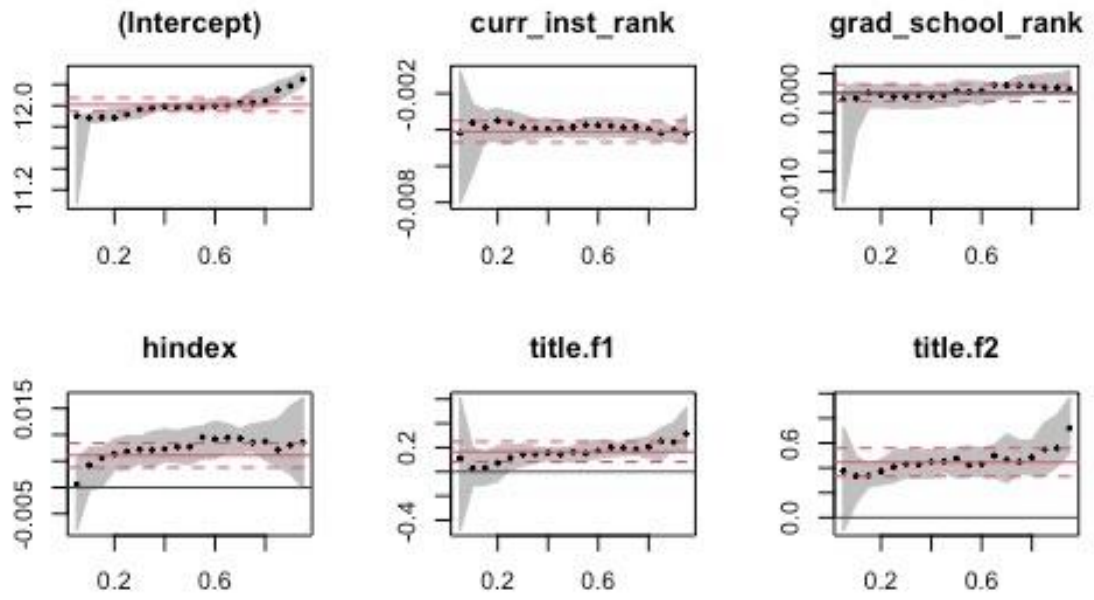 (Intercept) curr_inst_rank grad_school_rank
12.0 -0.002 0.000
11.2 -0.008 -0.010
0.2 0.6 0.2 0.6 0.2 0.6
hindex title.f1 title.f2
0.015 0.2 0.6
-0.005 -0.4 0.0
0.2 0.6 0.2 0.6 0.2 0.6